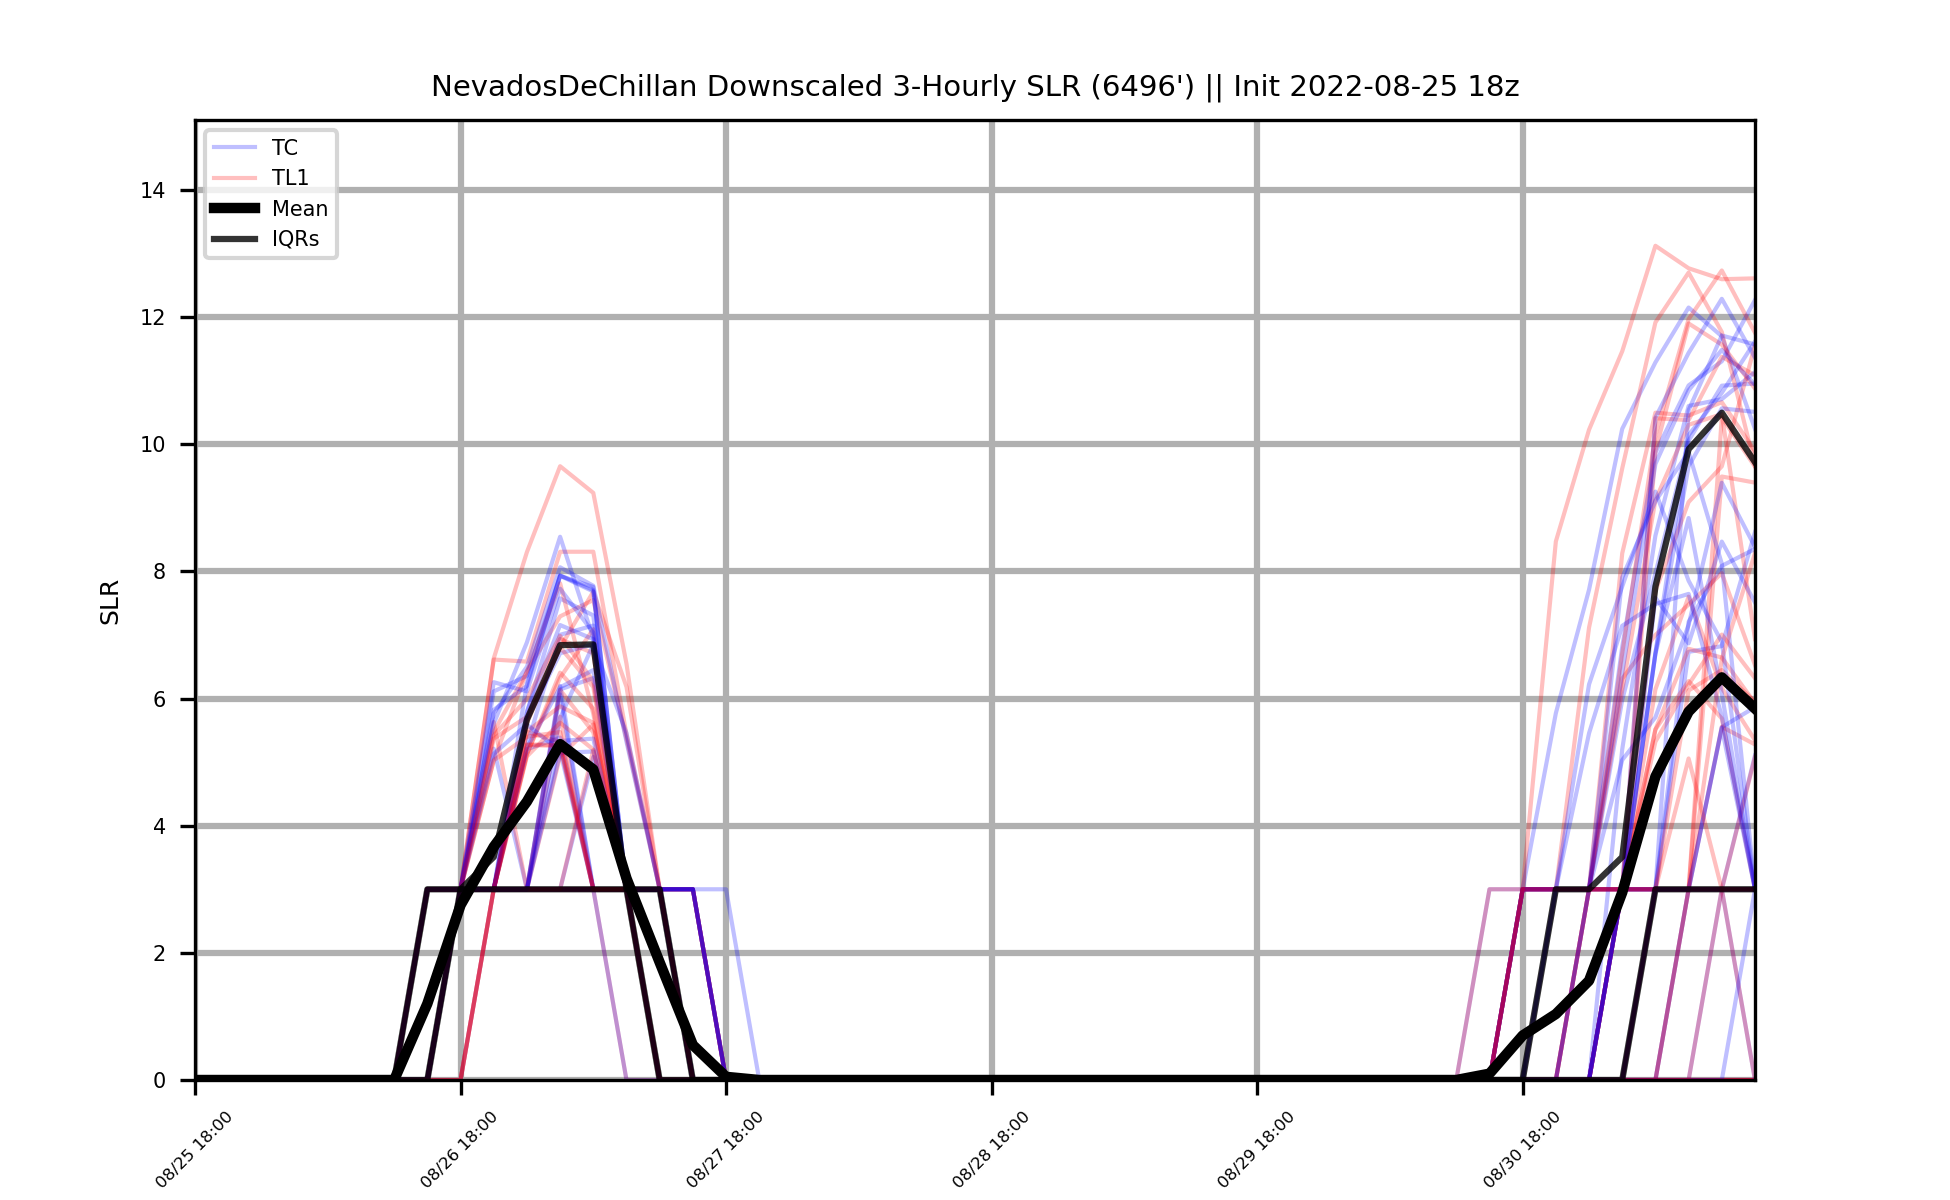 NevadosDeChillan Downscaled 3-Hourly SLR (6496') || Init 2022-08-25 18z
TC
TL1
Mean
IQRs
SLR
14
12
10
8
6
4
2
0
08/25 18:00
08/26 18:00
08/27 18:00
08/28 18:00
08/29 18:00
08/30 18:00